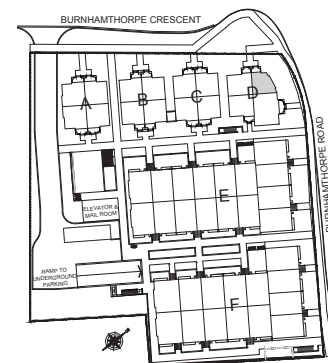 BURNHAMTHORPE CRESCENT
A
B
C
D
BURNHAMTHORPE ROAD
E
ELEVATOR &
MAIL ROOM
RAMP TO
UNDERGROUND
PARKING
F